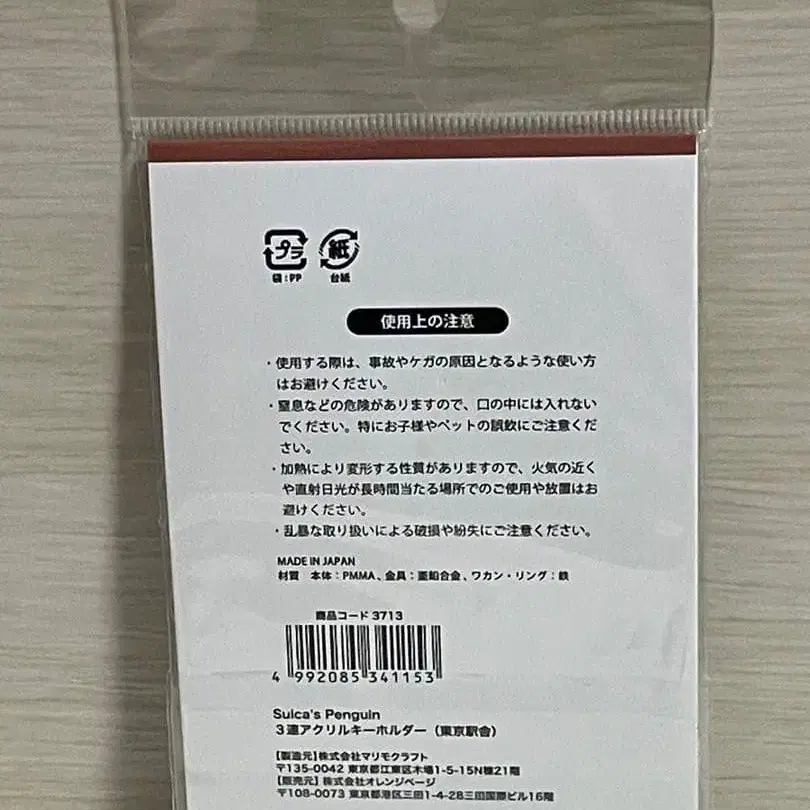 プラ 紙
袋：PP 台紙
使用上の注意
・使用する際は、事故やケガの原因となるような使い方
はお避けください。
・窒息などの危険がありますので、口の中には入れない
でください。特にお子様やペットの誤飲にご注意くだ
さい。
・加熱により変形する性質がありますので、火気の近く
や直射日光が長時間当たる場所でのご使用や放置はお
避けください。
・乱暴な取り扱いによる破損や紛失にご注意ください。
MADE IN JAPAN
材質　本体：PMMA、金具：亜鉛合金、ワカン・リング：鉄
商品コード 3713
4 992085 341153
Suica's Penguin
３連アクリルキーホルダー（東京駅舎）
【製造元】株式会社マリモクラフト
〒135-0042 東京都江東区木場1-5-15N棟21階
【販売元】株式会社オレンジページ
〒108-0073 東京都港区三田1-4-28三田国際ビル16階